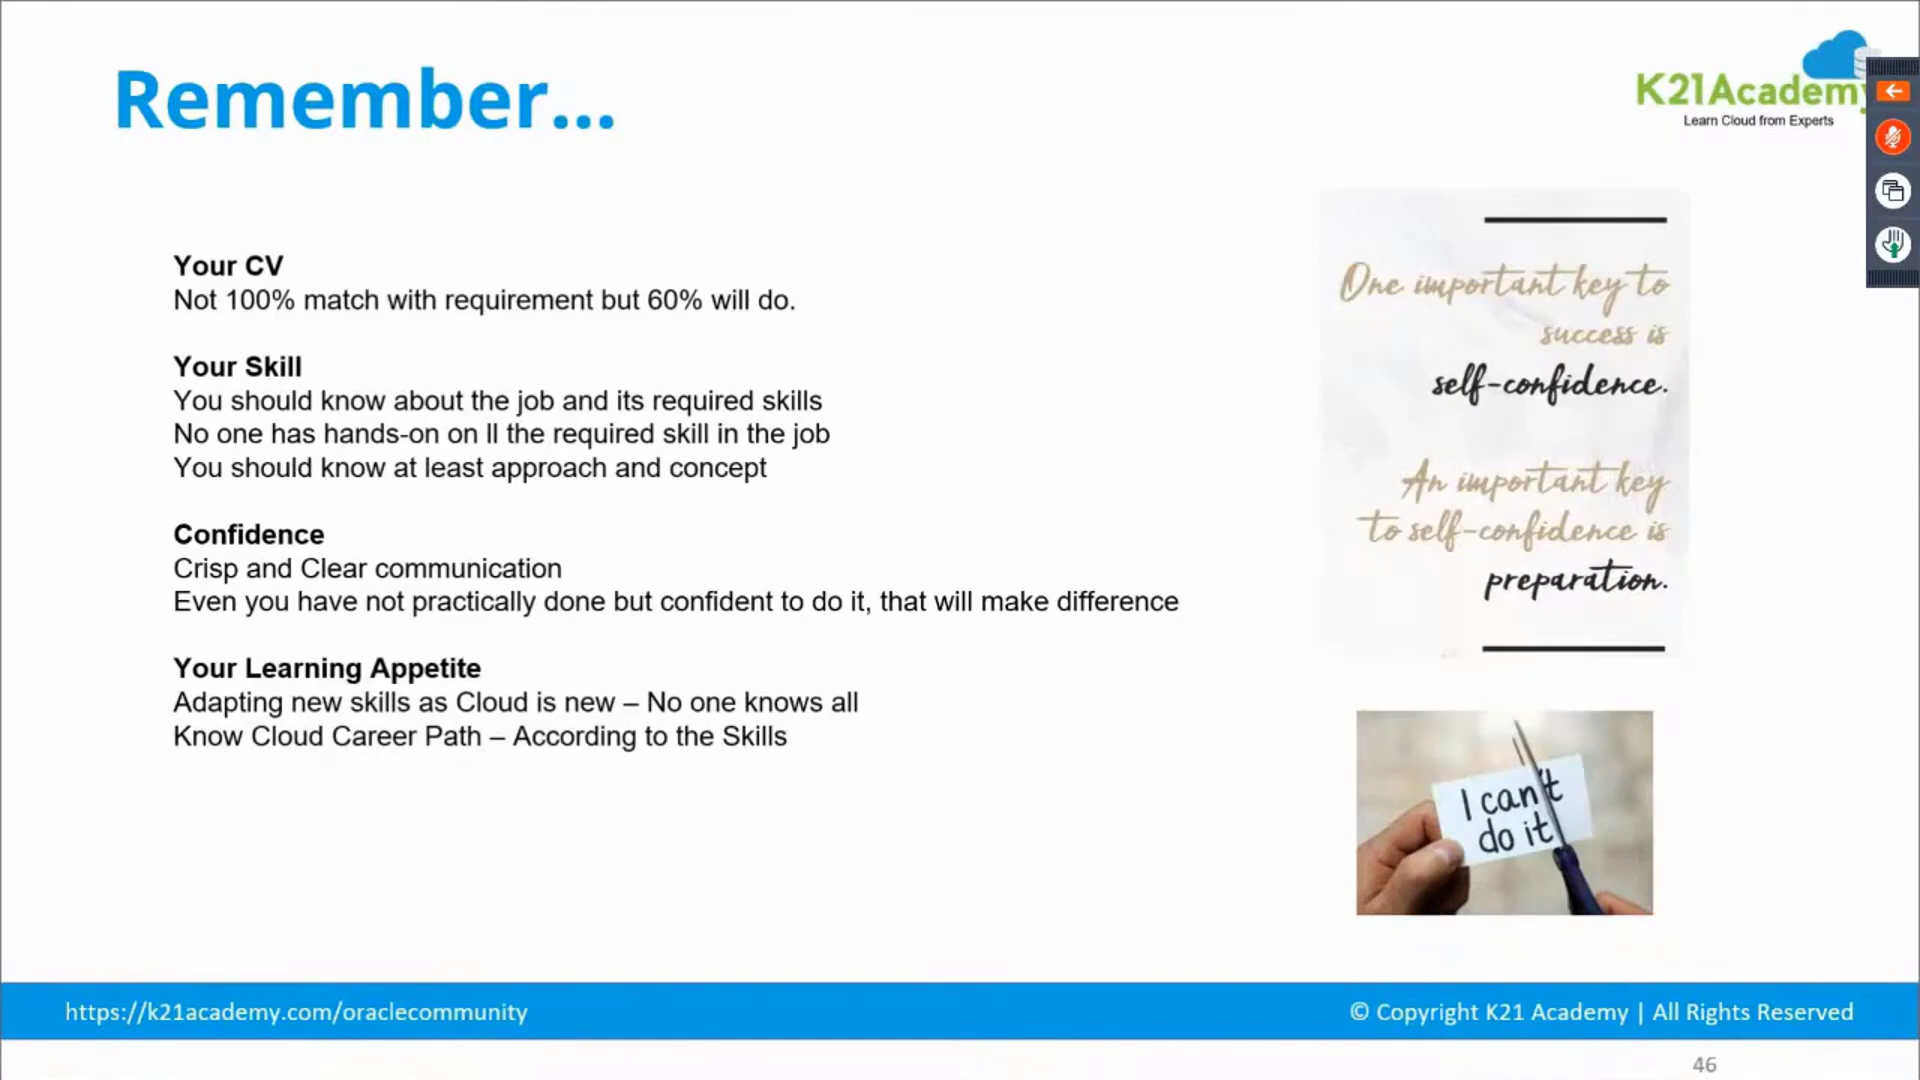 Remember...
K21Academy
Learn Cloud from Experts
Your CV
Not 100% match with requirement but 60% will do.
Your Skill
You should know about the job and its required skills
No one has hands-on on ll the required skill in the job
You should know at least approach and concept
Confidence
Crisp and Clear communication
Even you have not practically done but confident to do it, that will make difference
Your Learning Appetite
Adapting new skills as Cloud is new – No one knows all
Know Cloud Career Path – According to the Skills
One important key to
success is
self-confidence.
An important key
to self-confidence is
preparation.
I can't
do it
https://k21academy.com/oraclecommunity
© Copyright K21 Academy | All Rights Reserved
46